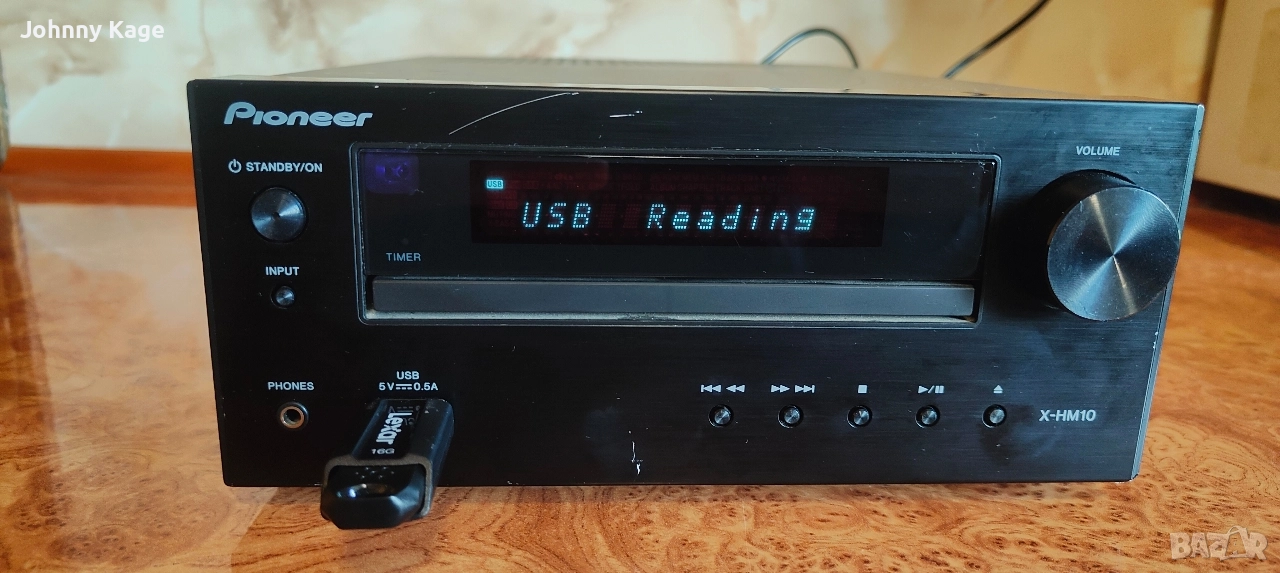 Johnny Kage
Pioneer
STANDBY/ON
VOLUME
USB
USB Reading
TIMER
INPUT
PHONES
USB
5V 0.5A
Lexar
16G
X-HM10
BAZAR